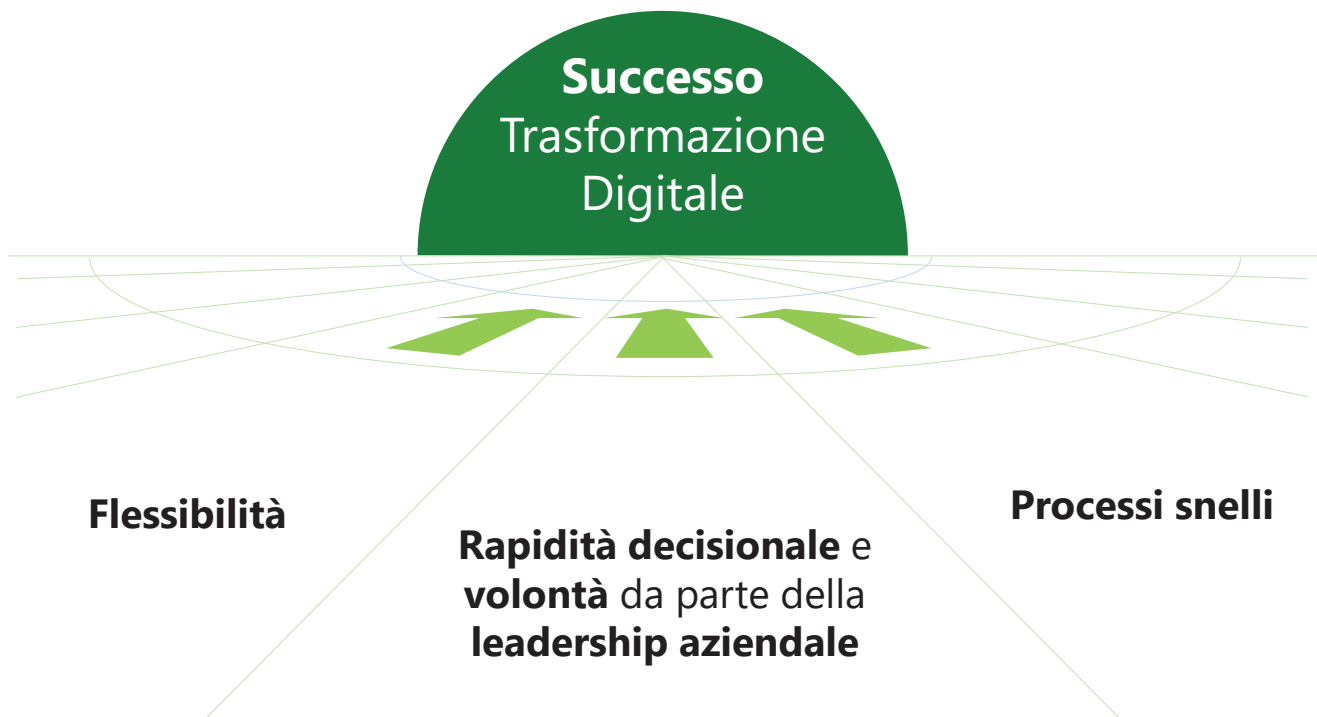 Successo
Trasformazione
Digitale
Flessibilità
Rapidità decisionale e
volontà da parte della
leadership aziendale
Processi snelli